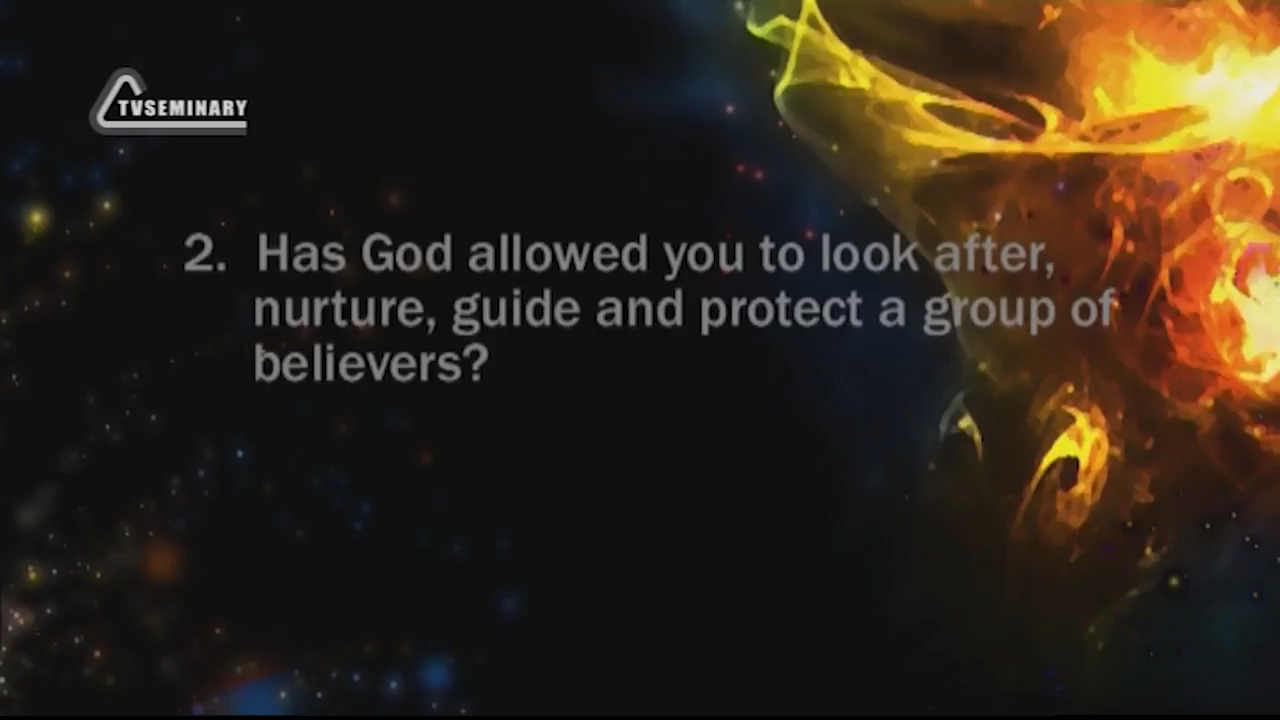 TVSEMINARY
2. Has God allowed you to look after,
nurture, guide and protect a group of
believers?